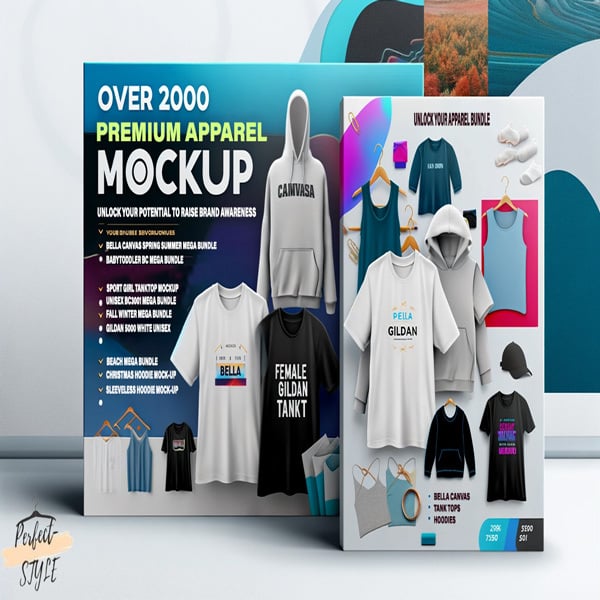 OVER 2000
PREMIUM APPAREL
MOCKUP
UNLOCK YOUR POTENTIAL TO RAISE BRAND AWARENESS
BELLA CANVAS SPRING SUMMER MEGA BUNDLE
BABYTODDLER BC MEGA BUNDLE
SPORT GIRL TANKTOP MOCKUP
UNISEX BC3001 MEGA BUNDLE
FALL WINTER MEGA BUNDLE
GILDAN 5000 WHITE UNISEX
BEACH MEGA BUNDLE
CHRISTMAS HOODIE MOCK-UP
SLEEVELESS HOODIE MOCK-UP
CANVASA
BELLA
FEMALE
GILDAN
TANKT
UNLOCK YOUR APPAREL BUNDLE
PELLA
GILDAN
BELLA CANVAS
TANK TOPS
HOODIES
7550
Perfect-
STYLE